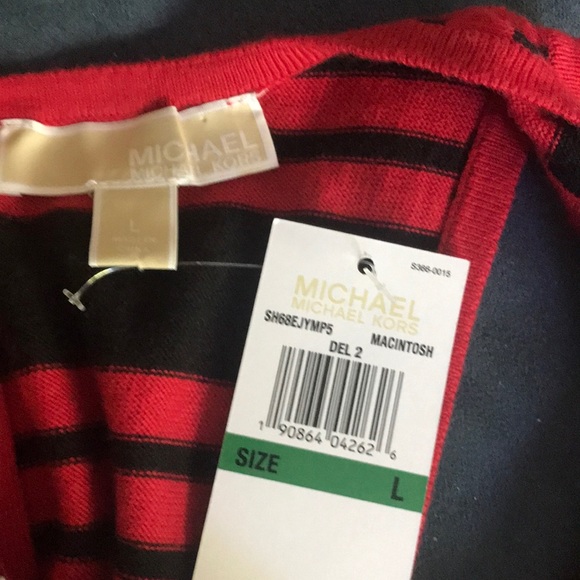 MICHAEL
MICHAEL KORS
L
S386-0015
MICHAEL
MICHAEL KORS
SH68EJYMP5
MACINTOSH
DEL 2
1 90864 04262 6
SIZE
L